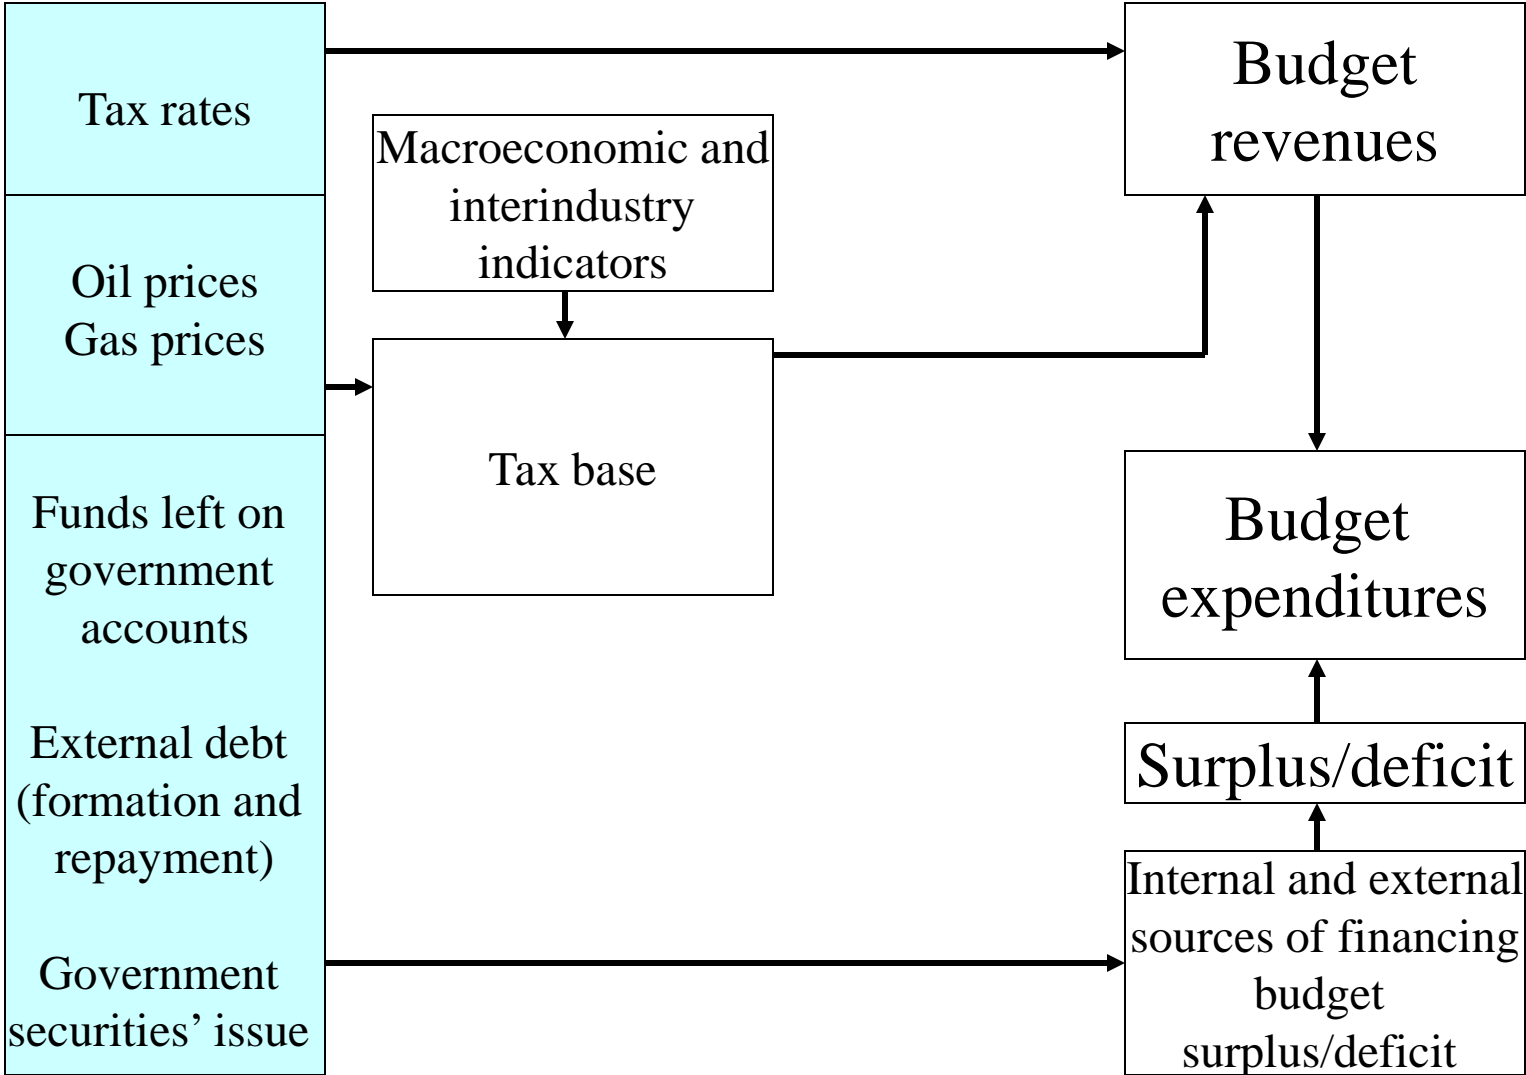 Tax rates
Oil prices
Gas prices
Funds left on
government
accounts
External debt
(formation and
repayment)
Government
securities’ issue
Macroeconomic and
interindustry
indicators
Tax base
Budget
revenues
Budget
expenditures
Surplus/deficit
Internal and external
sources of financing
budget
surplus/deficit